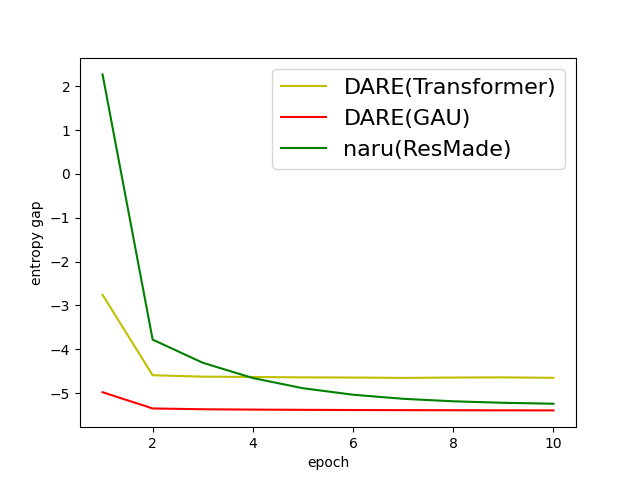 DARE(Transformer)
DARE(GAU)
naru(ResMade)
2
1
0
−1
−2
−3
−4
−5
entropy gap
2
4
6
8
10
epoch